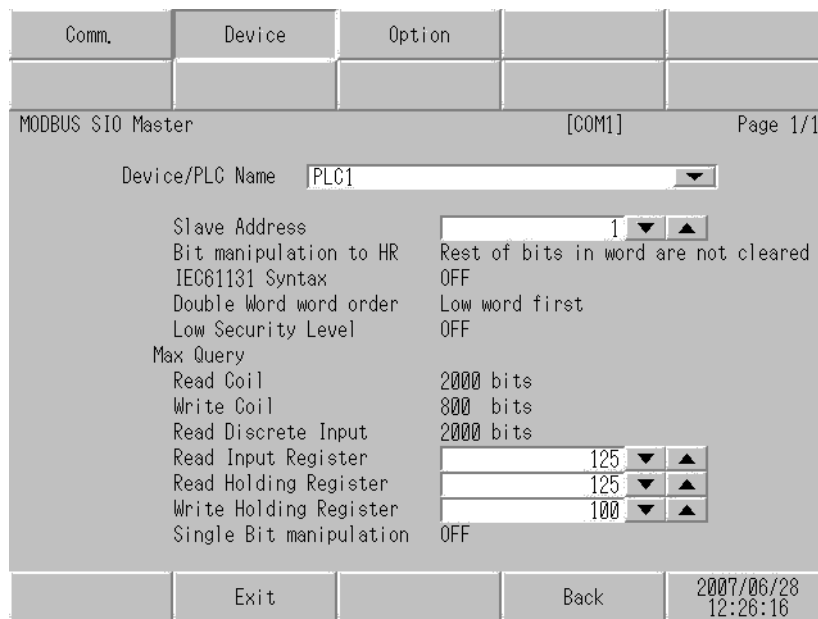 Comm. Device Option
MODBUS SIO Master [COM1] Page 1/1
Device/PLC Name PLC1
Slave Address 1
Bit manipulation to HR Rest of bits in word are not cleared
IEC61131 Syntax OFF
Double Word word order Low word first
Low Security Level OFF
Max Query
Read Coil 2000 bits
Write Coil 800 bits
Read Discrete Input 2000 bits
Read Input Register 125
Read Holding Register 125
Write Holding Register 100
Single Bit manipulation OFF
Exit Back 2007/06/28
12:26:16